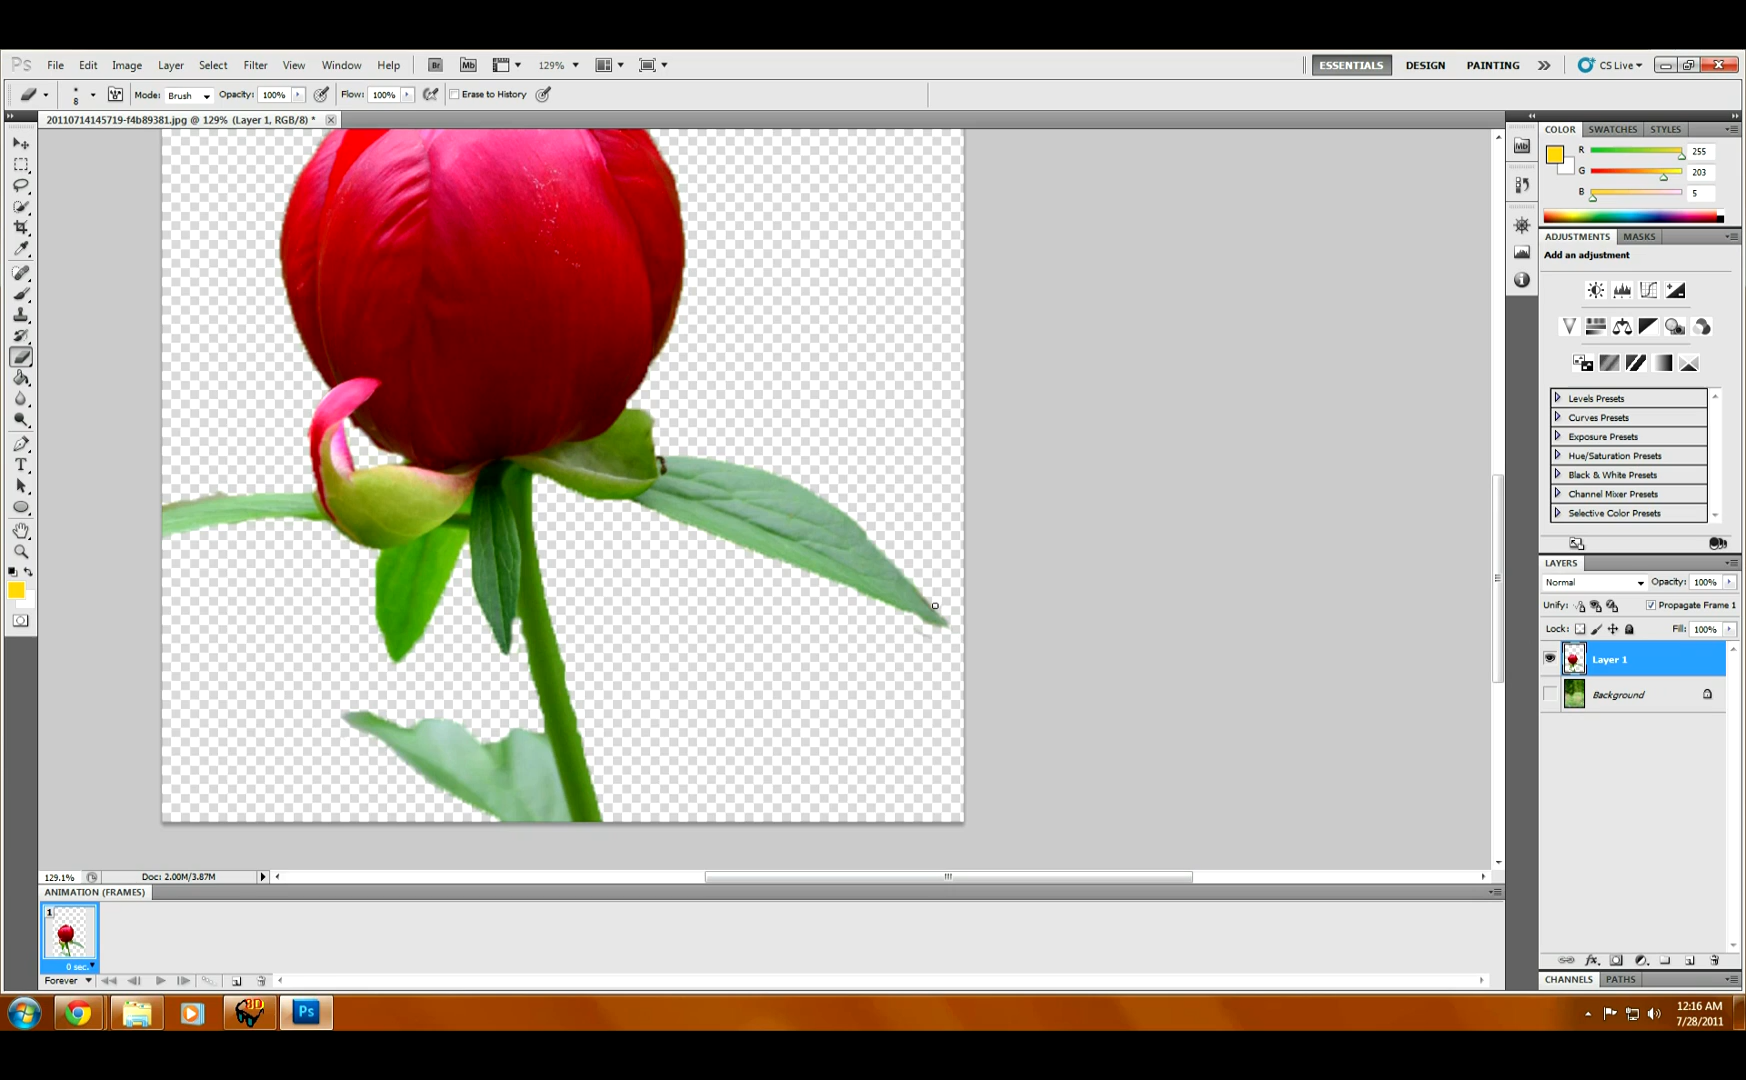 Ps File Edit Image Layer Select Filter View Window Help Br Mb 129% ESSENTIALS DESIGN PAINTING CS Live
8 Mode: Brush Opacity: 100% Flow: 100% Erase to History
20110714145719-f4b89381.jpg @ 129% (Layer 1, RGB/8) *
COLOR SWATCHES STYLES
Mb
R 255
G 203
B 5
ADJUSTMENTS MASKS
Add an adjustment
Levels Presets
Curves Presets
Exposure Presets
Hue/Saturation Presets
Black & White Presets
Channel Mixer Presets
Selective Color Presets
LAYERS
Normal Opacity: 100%
Unify: Propagate Frame 1
Lock: Fill: 100%
Layer 1
Background
129.1% Doc: 2.00M/3.87M
ANIMATION (FRAMES)
1
0 sec.
Forever
fx
CHANNELS PATHS
3D
Ps
12:16 AM
7/28/2011